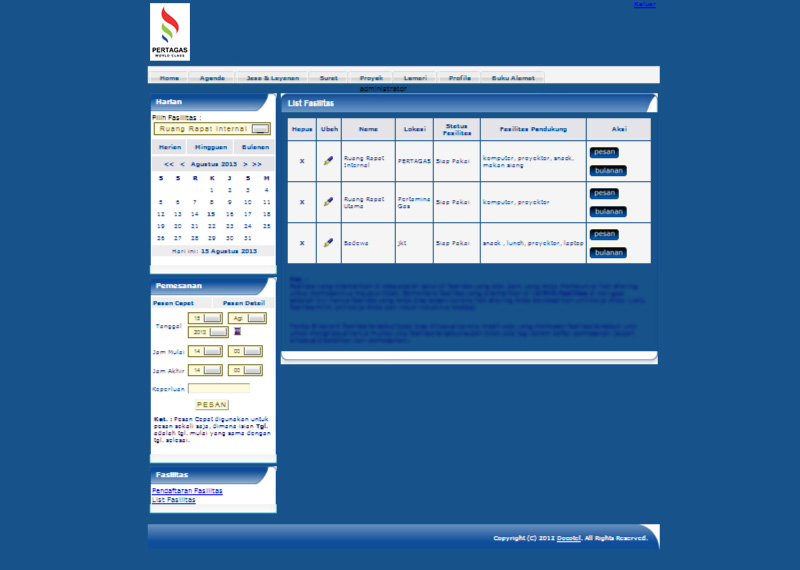 Keluar
PERTAGAS
WORLD CLASS
Home Agenda Jasa & Layanan Surat Proyek Lemari Profile Buku Alamat
administrator
Harian
Pilih Fasilitas :
Ruang Rapat Internal
Harian Mingguan Bulanan
<< < Agustus 2013 > >>
S S R K J S M
1 2 3 4
5 6 7 8 9 10 11
12 13 14 15 16 17 18
19 20 21 22 23 24 25
26 27 28 29 30 31
Hari ini: 15 Agustus 2013
Pemesanan
Pesan Cepat Pesan Detail
Tanggal 15 Agt
2013
Jam Mulai 14 00
Jam Akhir 14 00
Keperluan
PESAN
Ket. : Pesan Cepat digunakan untuk
pesan sekali saja, dimana isian Tgl.
adalah tgl. mulai yang sama dengan
tgl. selesai.
Fasilitas
Pendaftaran Fasilitas
List Fasilitas
List Fasilitas
Hapus Ubah Nama Lokasi Status Fasilitas Fasilitas Pendukung Aksi
X Ruang Rapat Internal PERTAGAS Siap Pakai komputer, proyektor, snack, makan siang pesan
bulanan
X Ruang Rapat Utama Pertamina Gas Siap Pakai komputer, proyektor pesan
bulanan
X Sadewa jkt Siap Pakai snack , lunch, proyektor, laptop pesan
bulanan
Copyright (C) 2012 Docotel. All Rights Reserved.